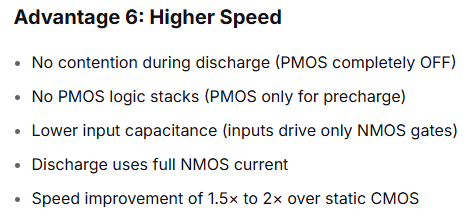 Advantage 6: Higher Speed
• No contention during discharge (PMOS completely OFF)
• No PMOS logic stacks (PMOS only for precharge)
• Lower input capacitance (inputs drive only NMOS gates)
• Discharge uses full NMOS current
• Speed improvement of 1.5× to 2× over static CMOS